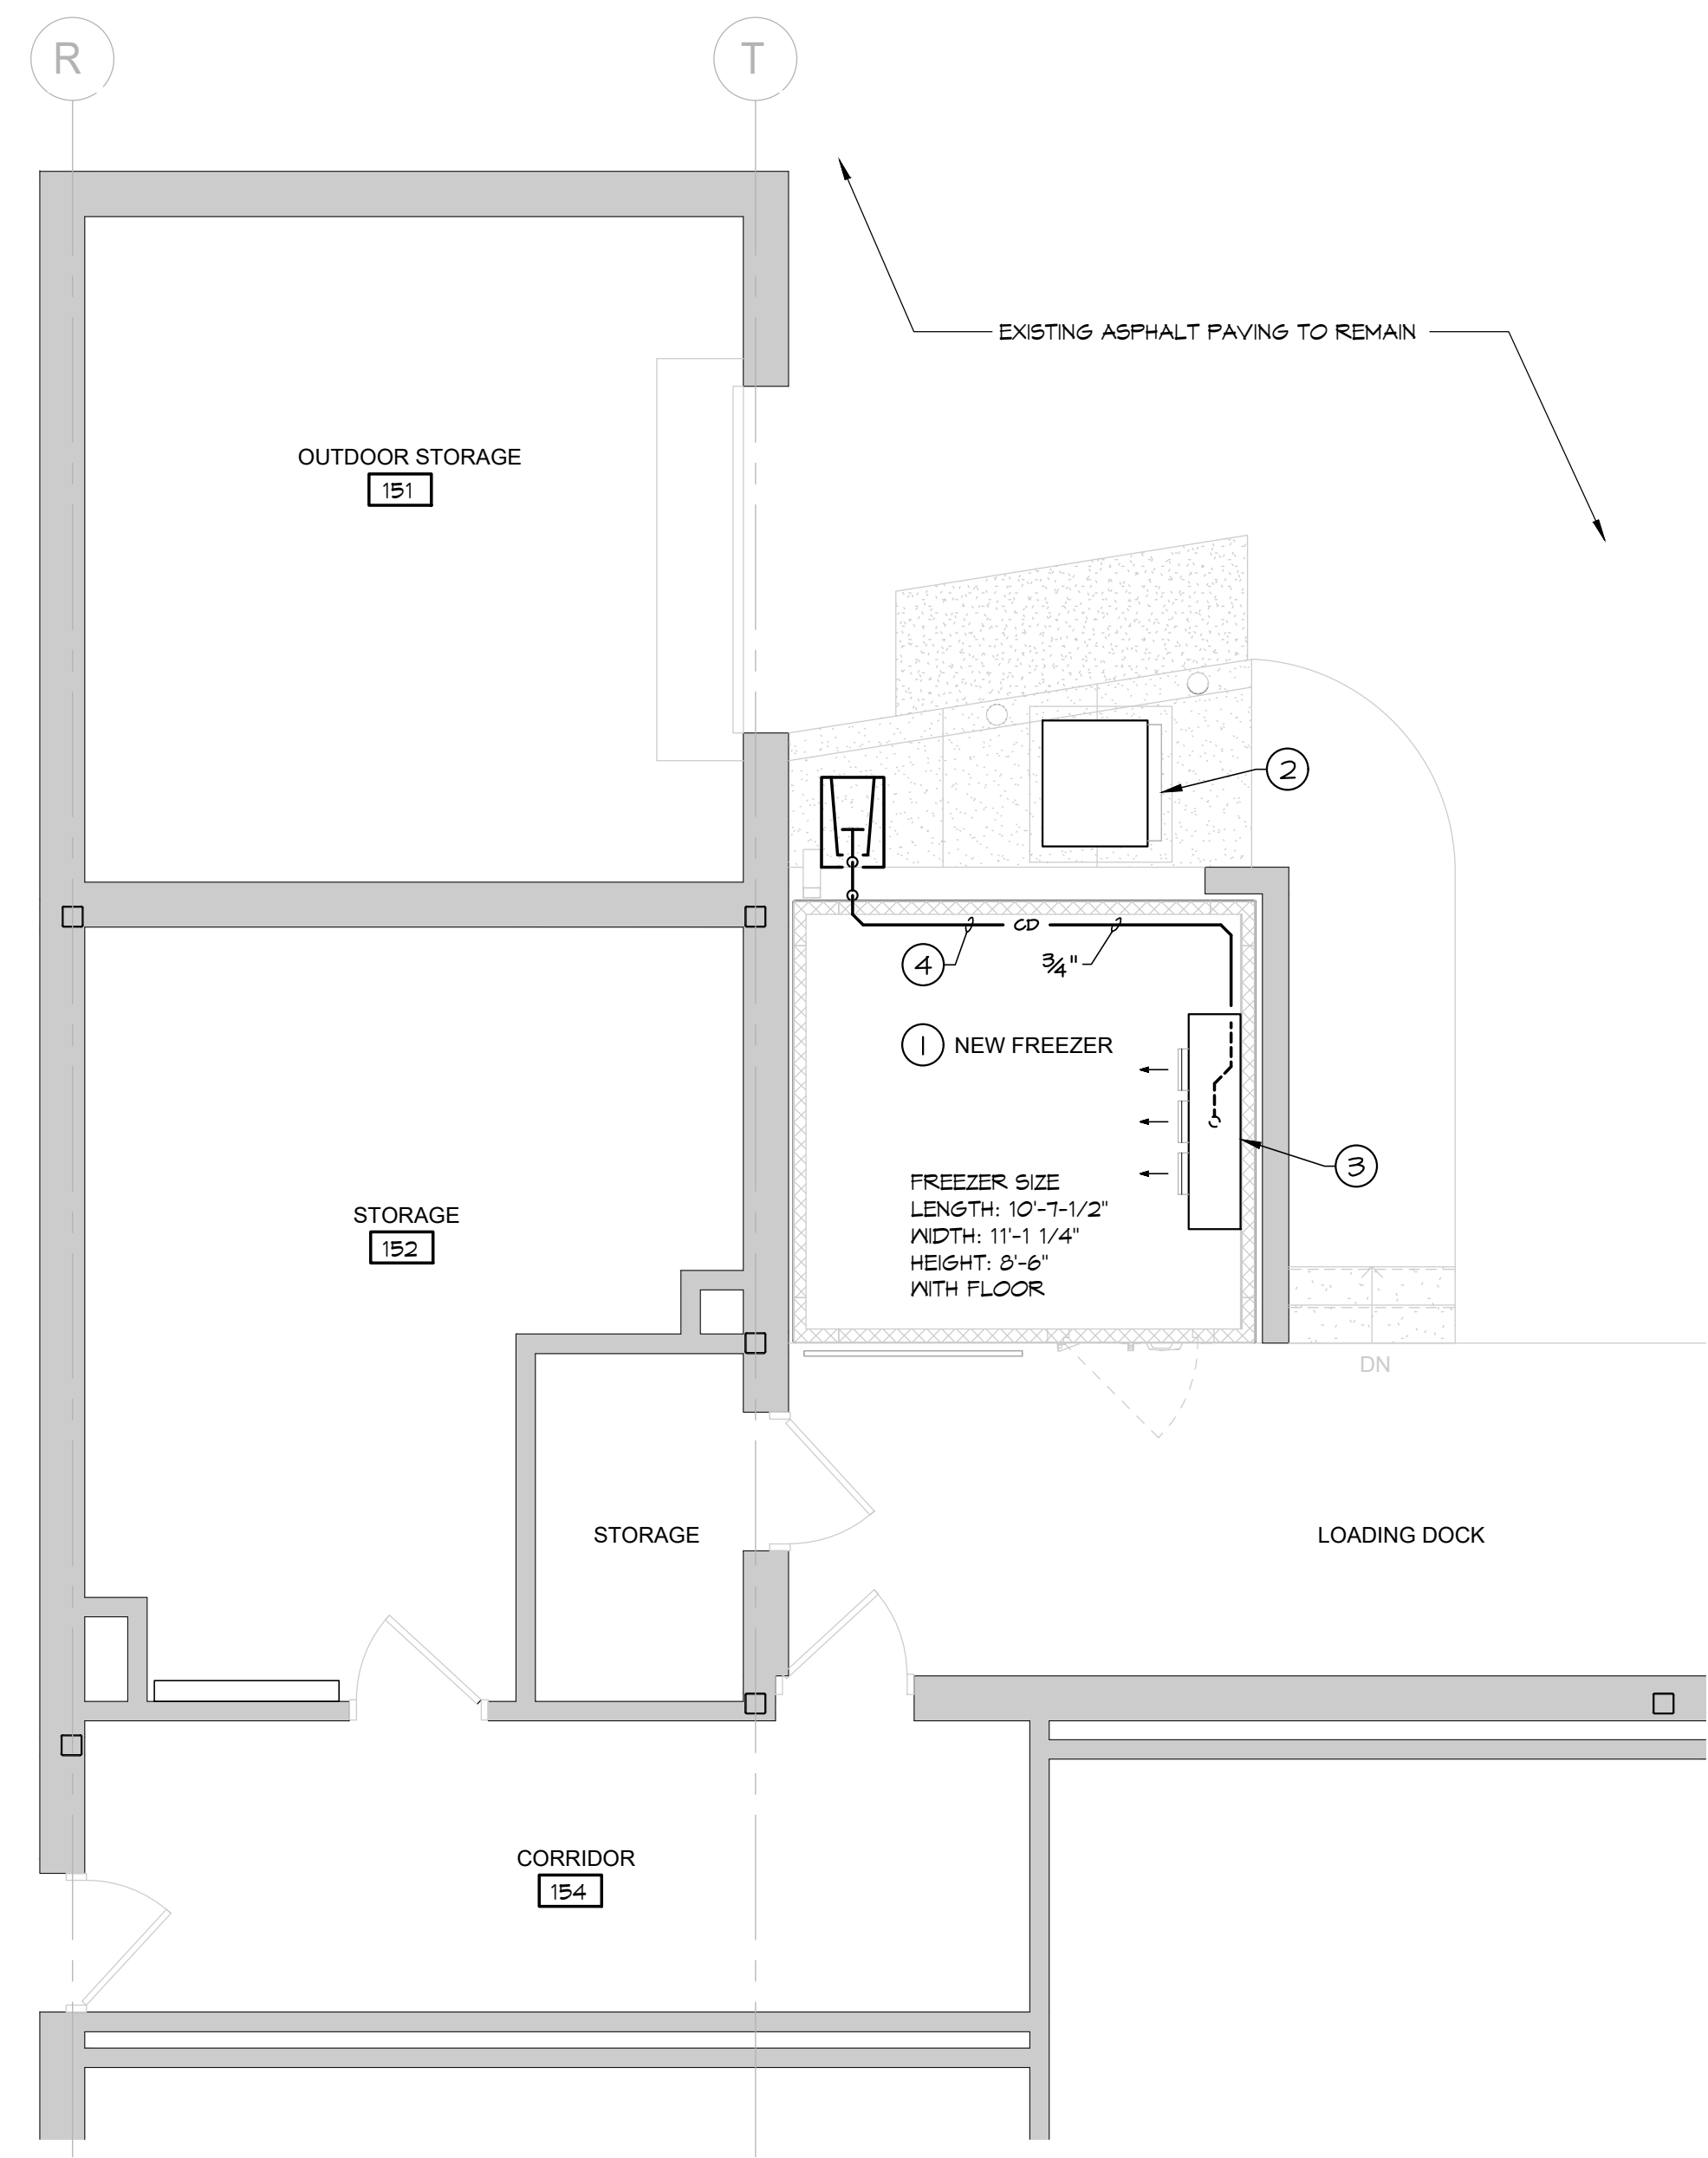 R
T
EXISTING ASPHALT PAVING TO REMAIN
OUTDOOR STORAGE
151
2
CD
4
3/4"
1 NEW FREEZER
3
FREEZER SIZE
LENGTH: 10'-7-1/2"
WIDTH: 11'-1 1/4"
HEIGHT: 8'-6"
WITH FLOOR
STORAGE
152
DN
STORAGE
LOADING DOCK
CORRIDOR
154